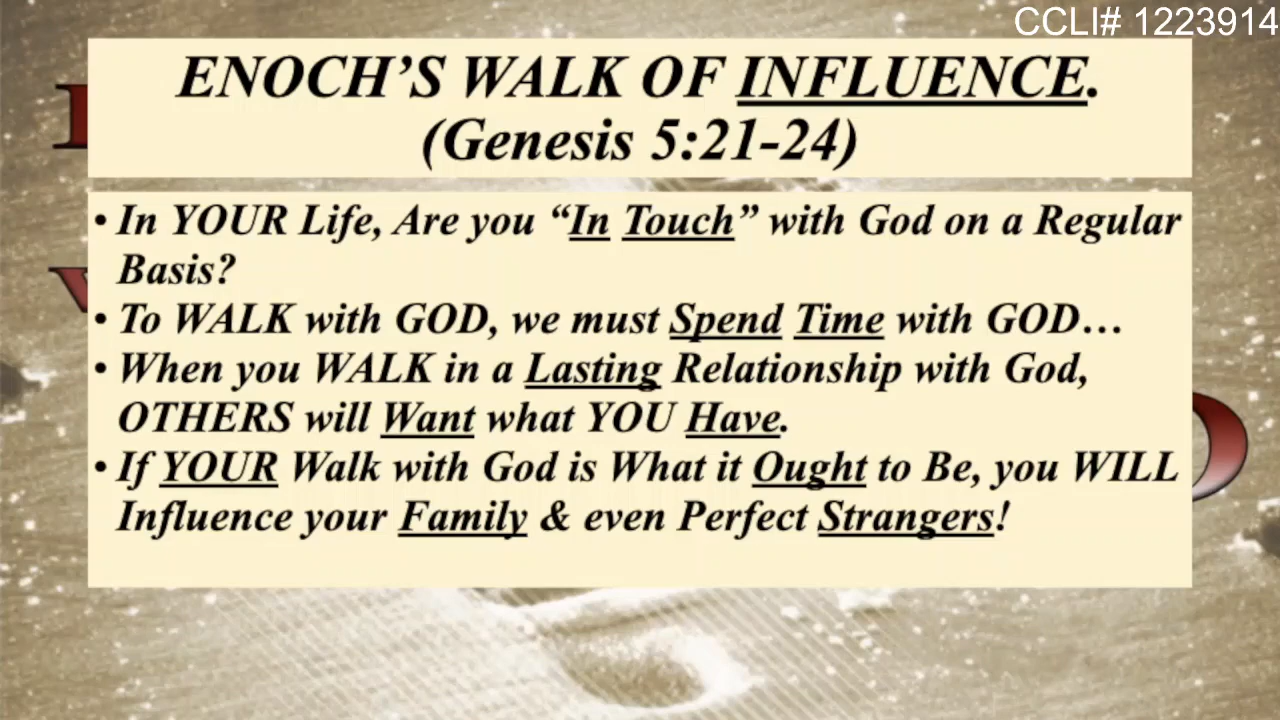 CCLI# 1223914
ENOCH’S WALK OF INFLUENCE.
(Genesis 5:21-24)
• In YOUR Life, Are you “In Touch” with God on a Regular
Basis?
• To WALK with GOD, we must Spend Time with GOD…
• When you WALK in a Lasting Relationship with God,
OTHERS will Want what YOU Have.
• If YOUR Walk with God is What it Ought to Be, you WILL
Influence your Family & even Perfect Strangers!